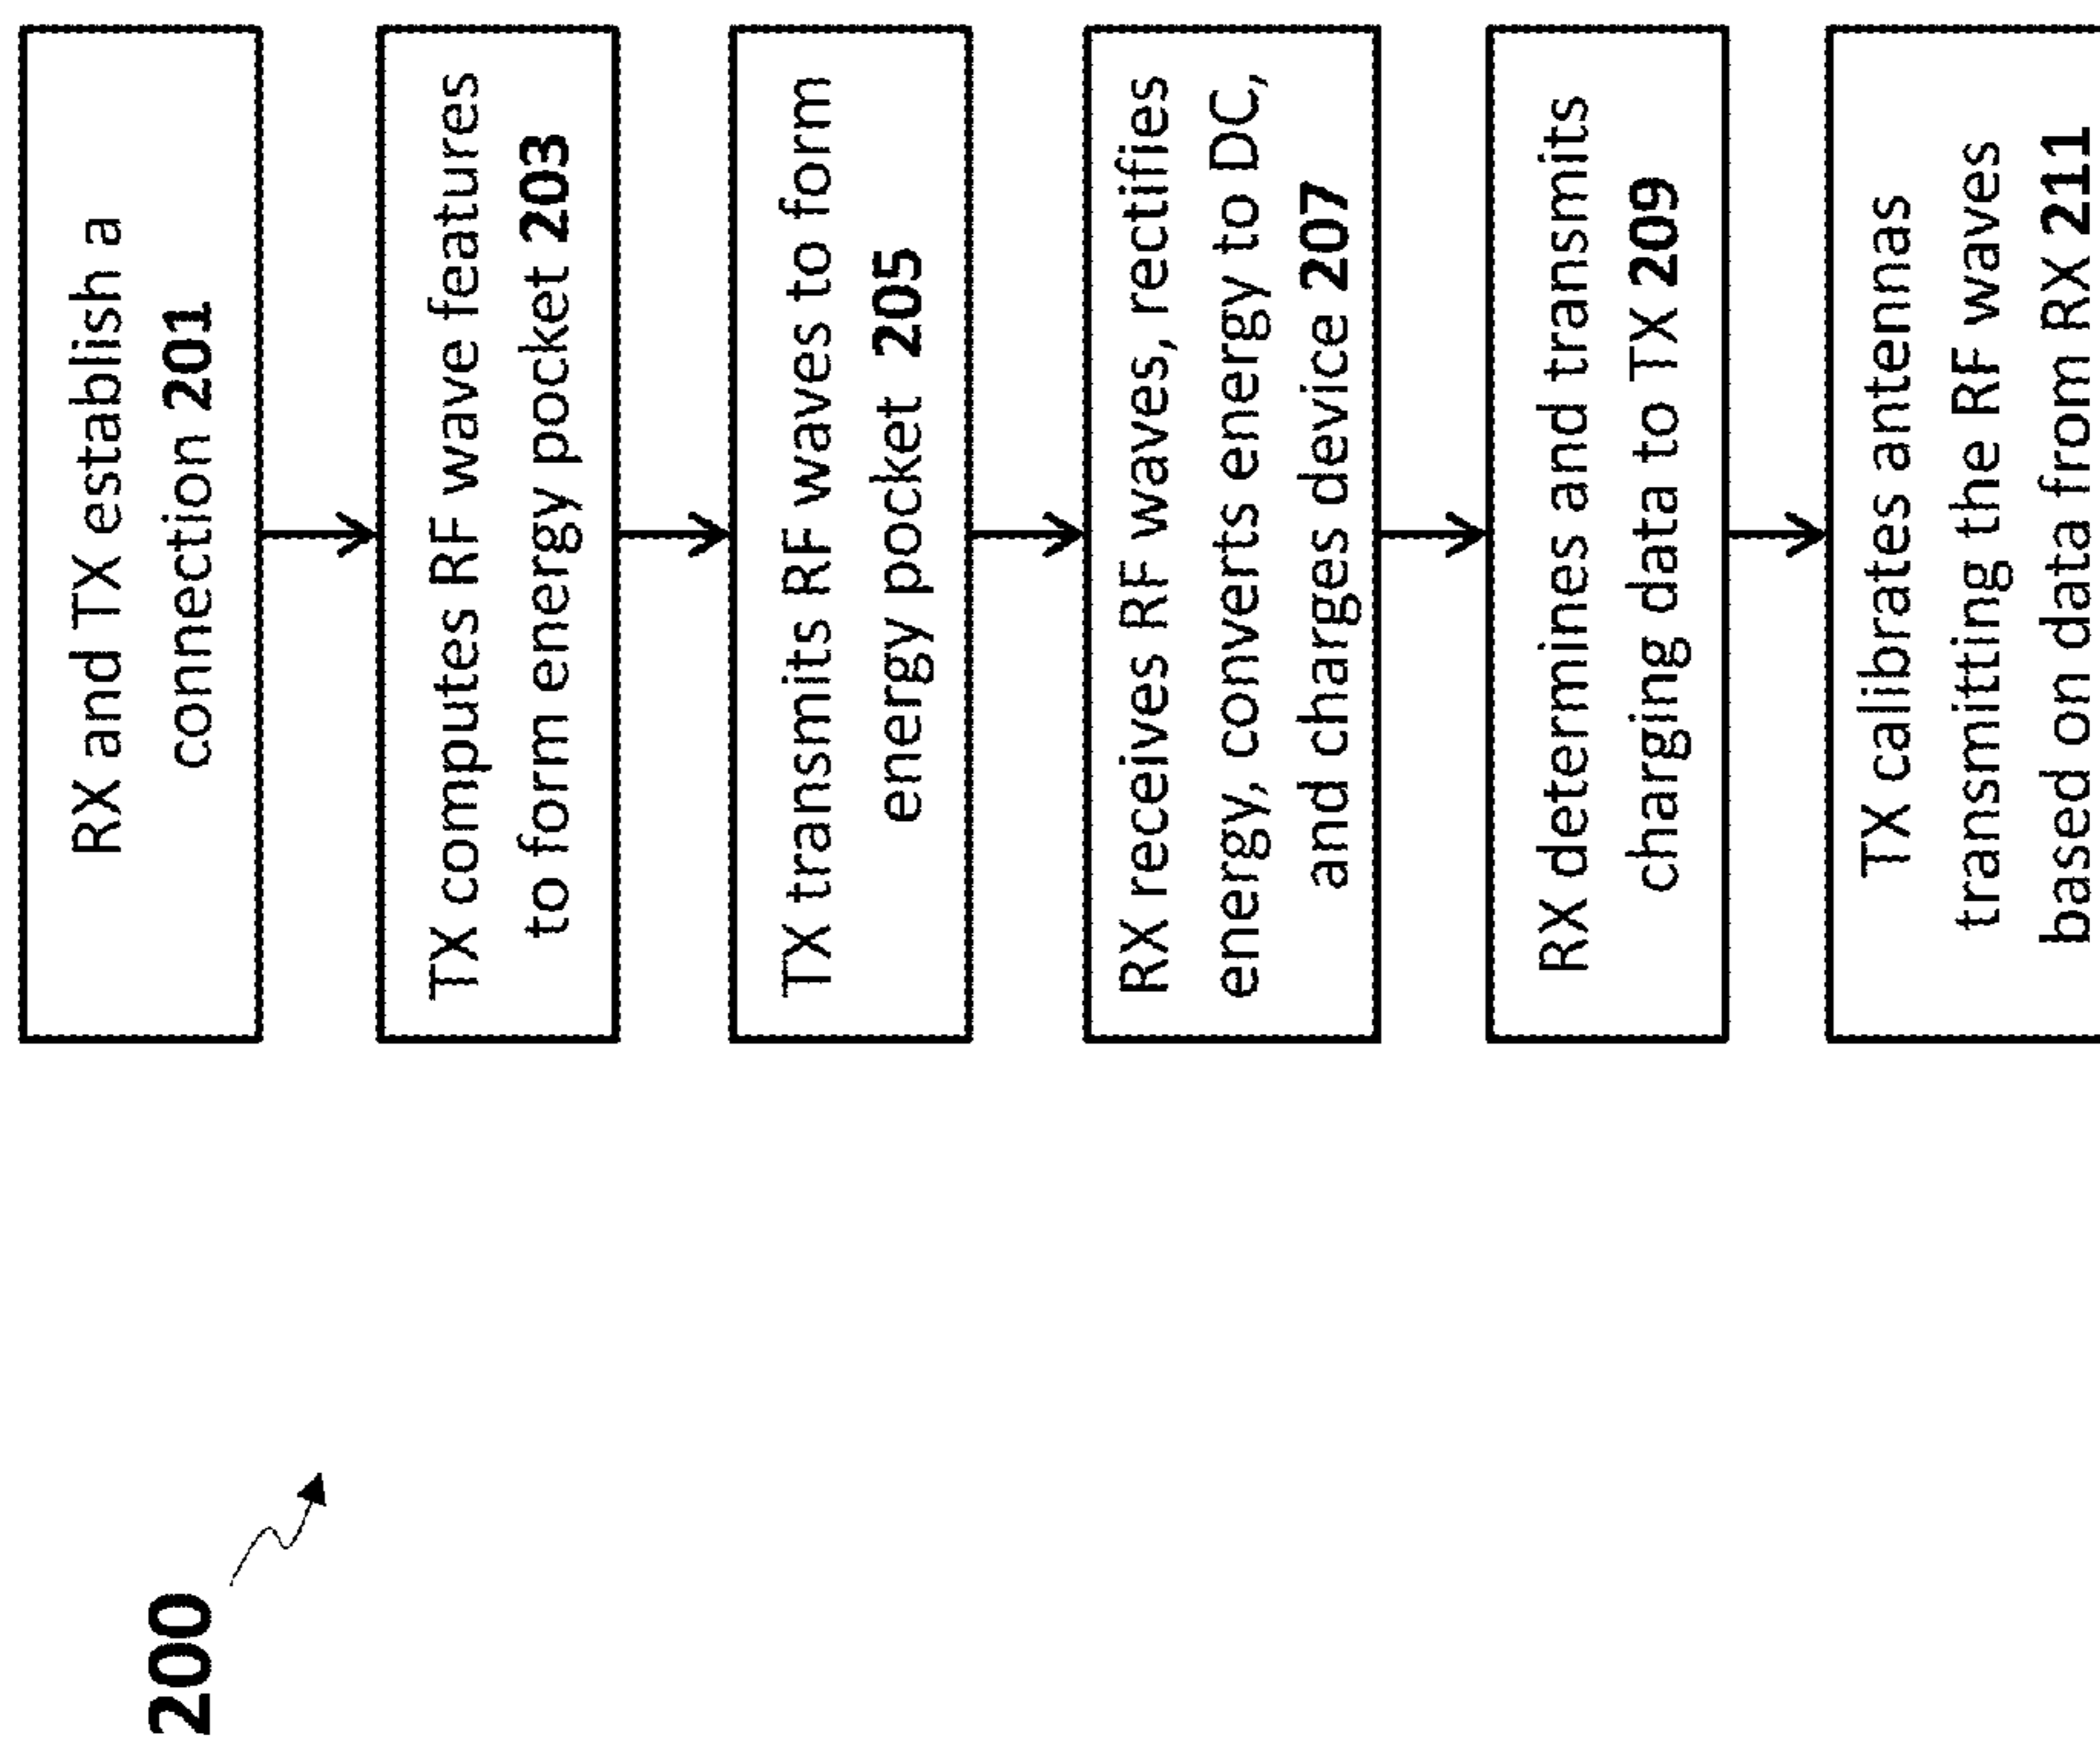 200
RX and TX establish a
connection 201
TX computes RF wave features
to form energy pocket 203
TX transmits RF waves to form
energy pocket 205
RX receives RF waves, rectifies
energy, converts energy to DC,
and charges device 207
RX determines and transmits
charging data to TX 209
TX calibrates antennas
transmitting the RF waves
based on data from RX 211